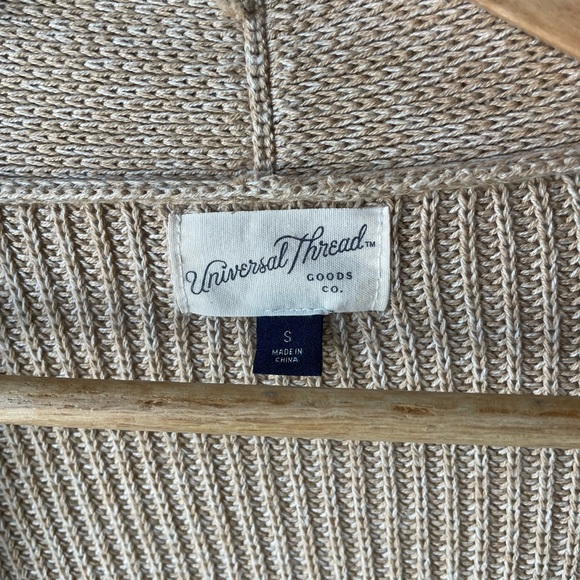 Universal Thread™
GOODS
CO.
S
MADE IN
CHINA